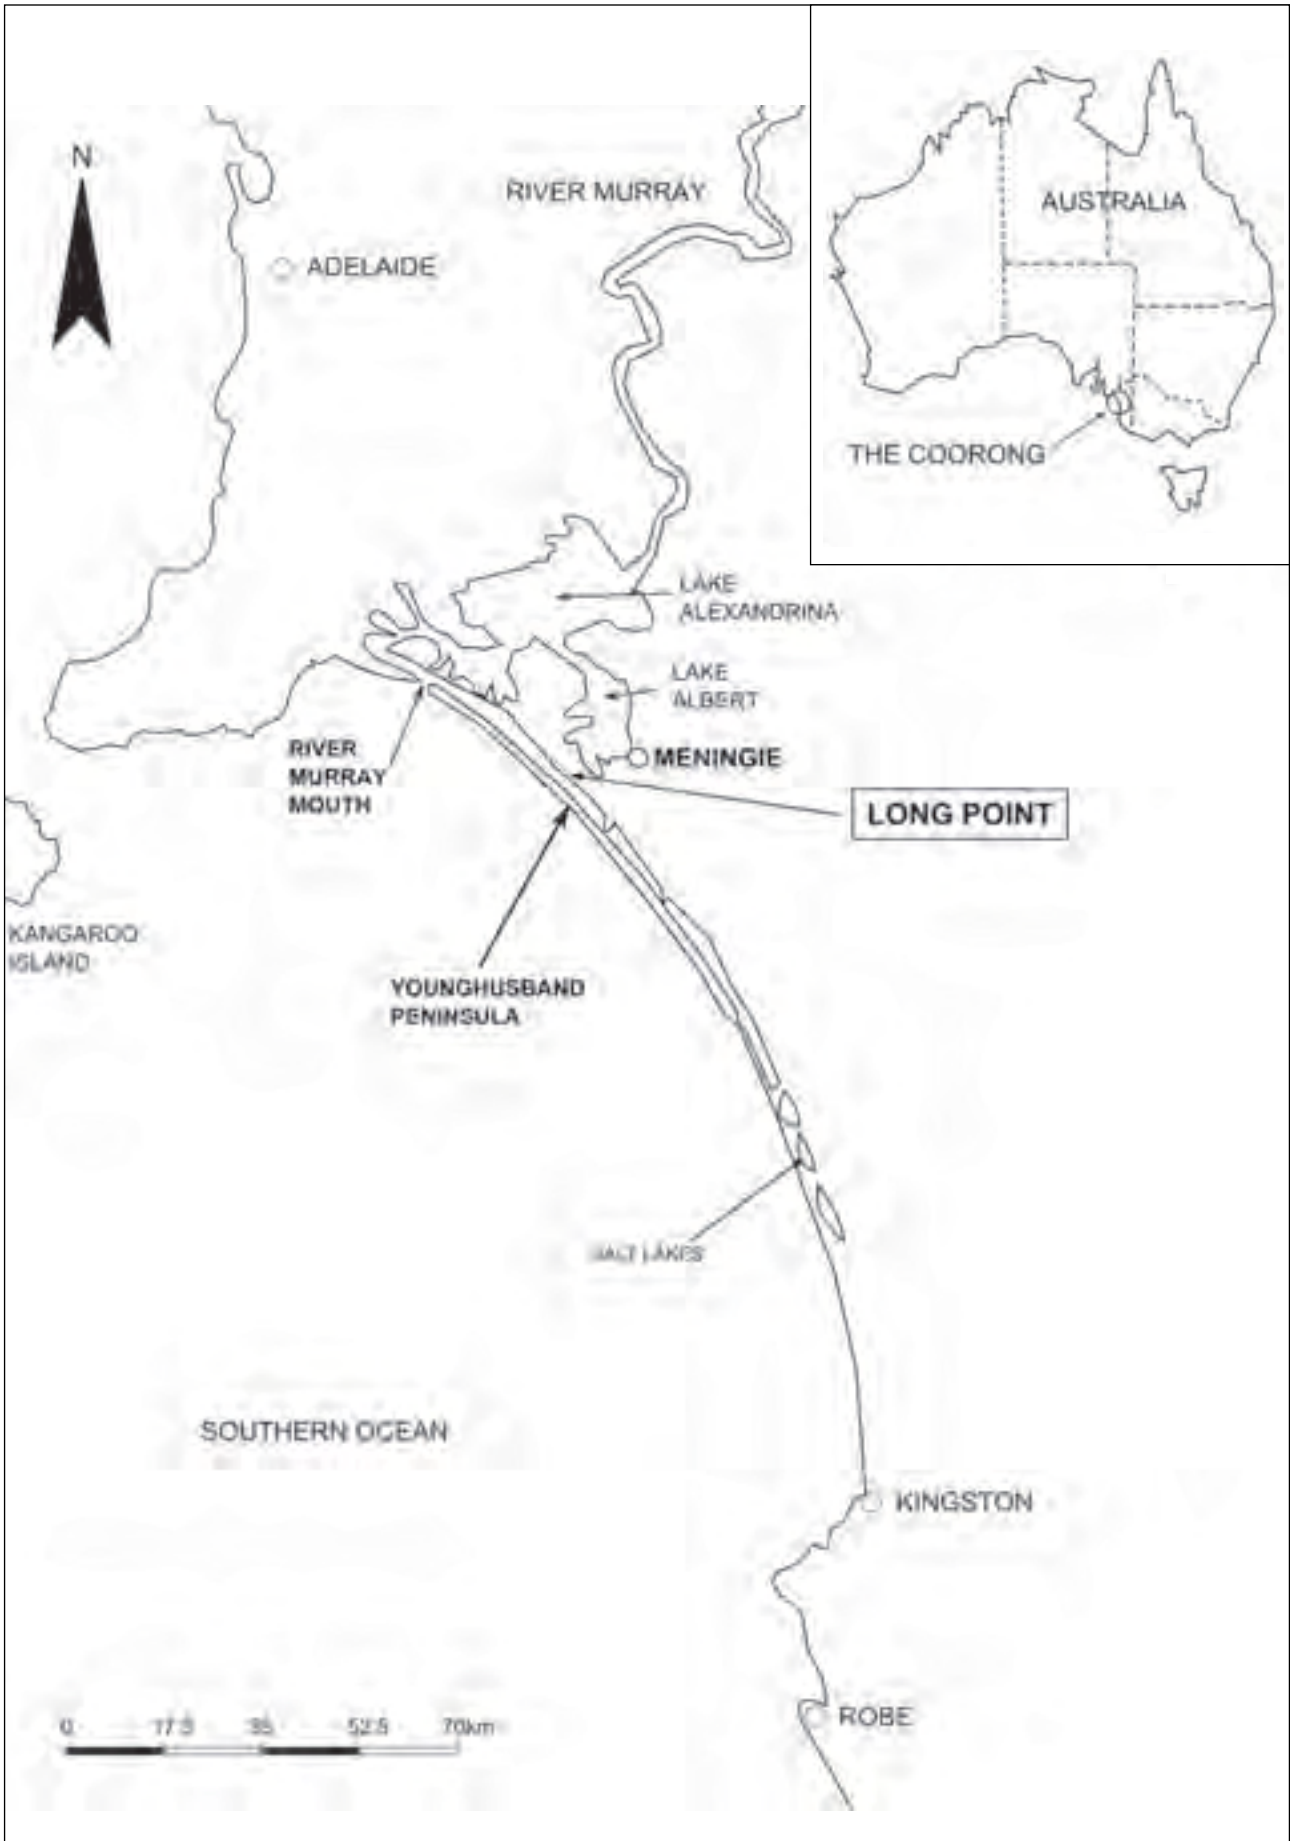 N
RIVER MURRAY
ADELAIDE
AUSTRALIA
THE COORONG
LAKE
ALEXANDRINA
LAKE
ALBERT
RIVER
MURRAY
MOUTH
MENINGIE
LONG POINT
KANGAROO
ISLAND
YOUNGHUSBAND
PENINSULA
SALT LAKES
SOUTHERN OCEAN
KINGSTON
ROBE
0 17.5 35 52.5 70km